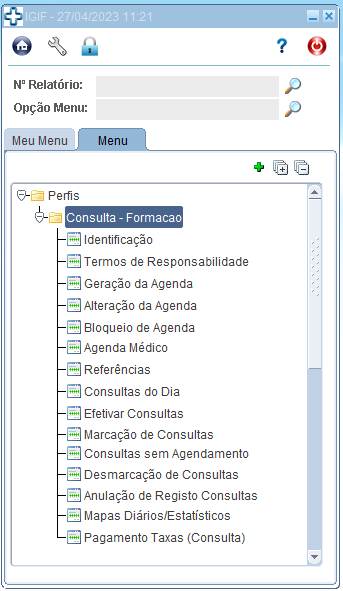 IGIF - 27/04/2023 11:21
?
Nº Relatório:
Opção Menu:
Meu Menu Menu
Perfis
Consulta - Formacao
Identificação
Termos de Responsabilidade
Geração da Agenda
Alteração da Agenda
Bloqueio de Agenda
Agenda Médico
Referências
Consultas do Dia
Efetivar Consultas
Marcação de Consultas
Consultas sem Agendamento
Desmarcação de Consultas
Anulação de Registo Consultas
Mapas Diários/Estatísticos
Pagamento Taxas (Consulta)